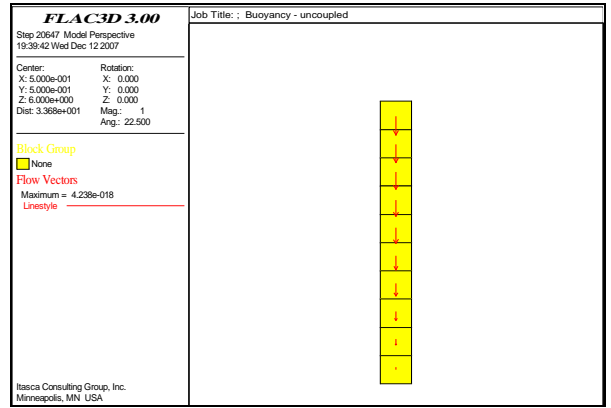 FLAC3D 3.00
Job Title: ; Buoyancy - uncoupled
Step 20647 Model Perspective
19:39:42 Wed Dec 12 2007
Center: Rotation:
X: 5.000e-001 X: 0.000
Y: 5.000e-001 Y: 0.000
Z: 6.000e+000 Z: 0.000
Dist: 3.368e+001 Mag.: 1
Ang.: 22.500
Block Group
None
Flow Vectors
Maximum = 4.238e-018
Linestyle
Itasca Consulting Group, Inc.
Minneapolis, MN USA